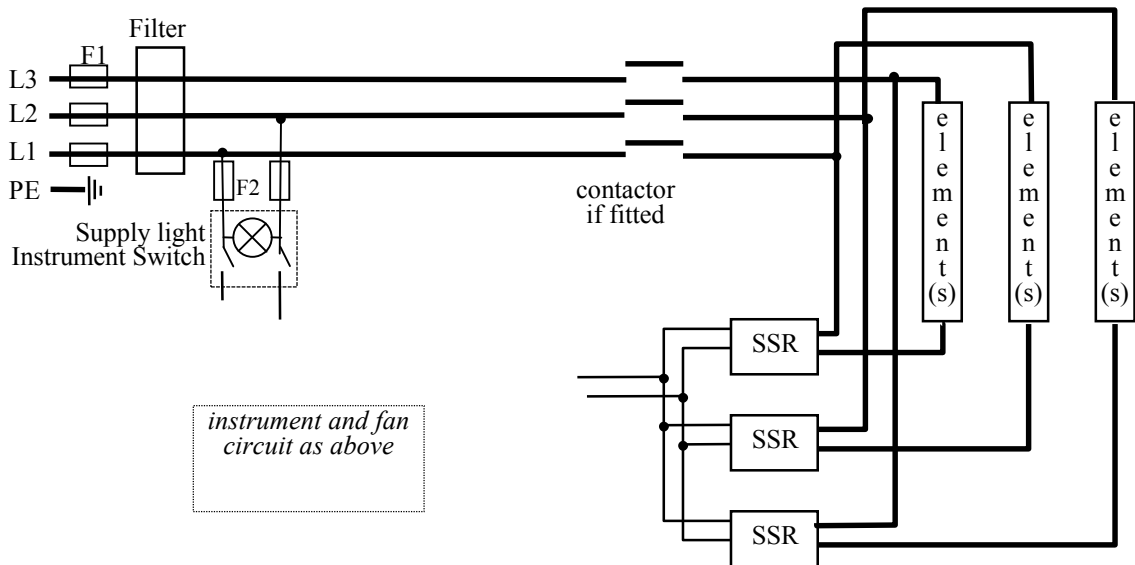 Filter
F1
L3
L2
L1
PE
F2
Supply light
Instrument Switch
contactor
if fitted
element(s)
element(s)
element(s)
SSR
SSR
SSR
instrument and fan
circuit as above